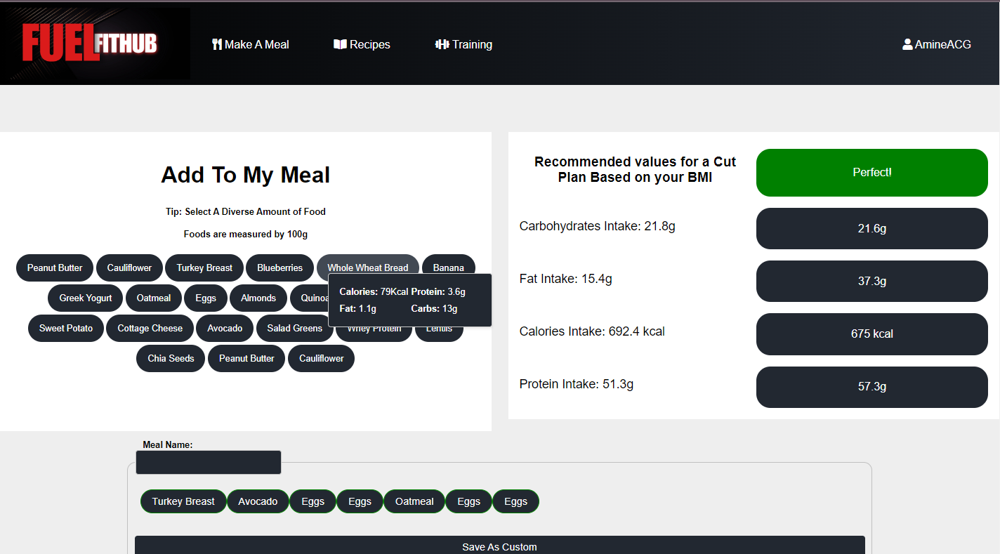 FUELFITHUB
Make A Meal
Recipes
Training
AmineACG
Add To My Meal
Tip: Select A Diverse Amount of Food
Foods are measured by 100g
Peanut Butter
Cauliflower
Turkey Breast
Blueberries
Whole Wheat Bread
Banana
Greek Yogurt
Oatmeal
Eggs
Almonds
Quinoa
Calories: 79Kcal Protein: 3.6g
Fat: 1.1g Carbs: 13g
Sweet Potato
Cottage Cheese
Avocado
Salad Greens
Whey Protein
Lentils
Chia Seeds
Peanut Butter
Cauliflower
Recommended values for a Cut
Plan Based on your BMI
Perfect!
Carbohydrates Intake: 21.8g
21.6g
Fat Intake: 15.4g
37.3g
Calories Intake: 692.4 kcal
675 kcal
Protein Intake: 51.3g
57.3g
Meal Name:
Turkey Breast
Avocado
Eggs
Eggs
Oatmeal
Eggs
Eggs
Save As Custom